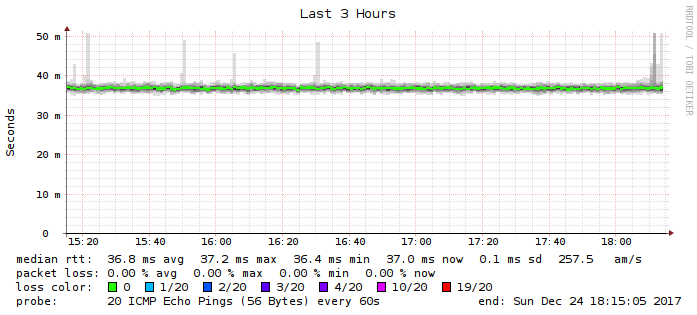 Last 3 Hours
RRDTOOL / TOBI OETIKER
Seconds
50 m
40 m
30 m
20 m
10 m
0
15:20 15:40 16:00 16:20 16:40 17:00 17:20 17:40 18:00
median rtt: 36.8 ms avg 37.2 ms max 36.4 ms min 37.0 ms now 0.1 ms sd 257.5 am/s
packet loss: 0.00 % avg 0.00 % max 0.00 % min 0.00 % now
loss color: 0 1/20 2/20 3/20 4/20 10/20 19/20
probe: 20 ICMP Echo Pings (56 Bytes) every 60s end: Sun Dec 24 18:15:05 2017